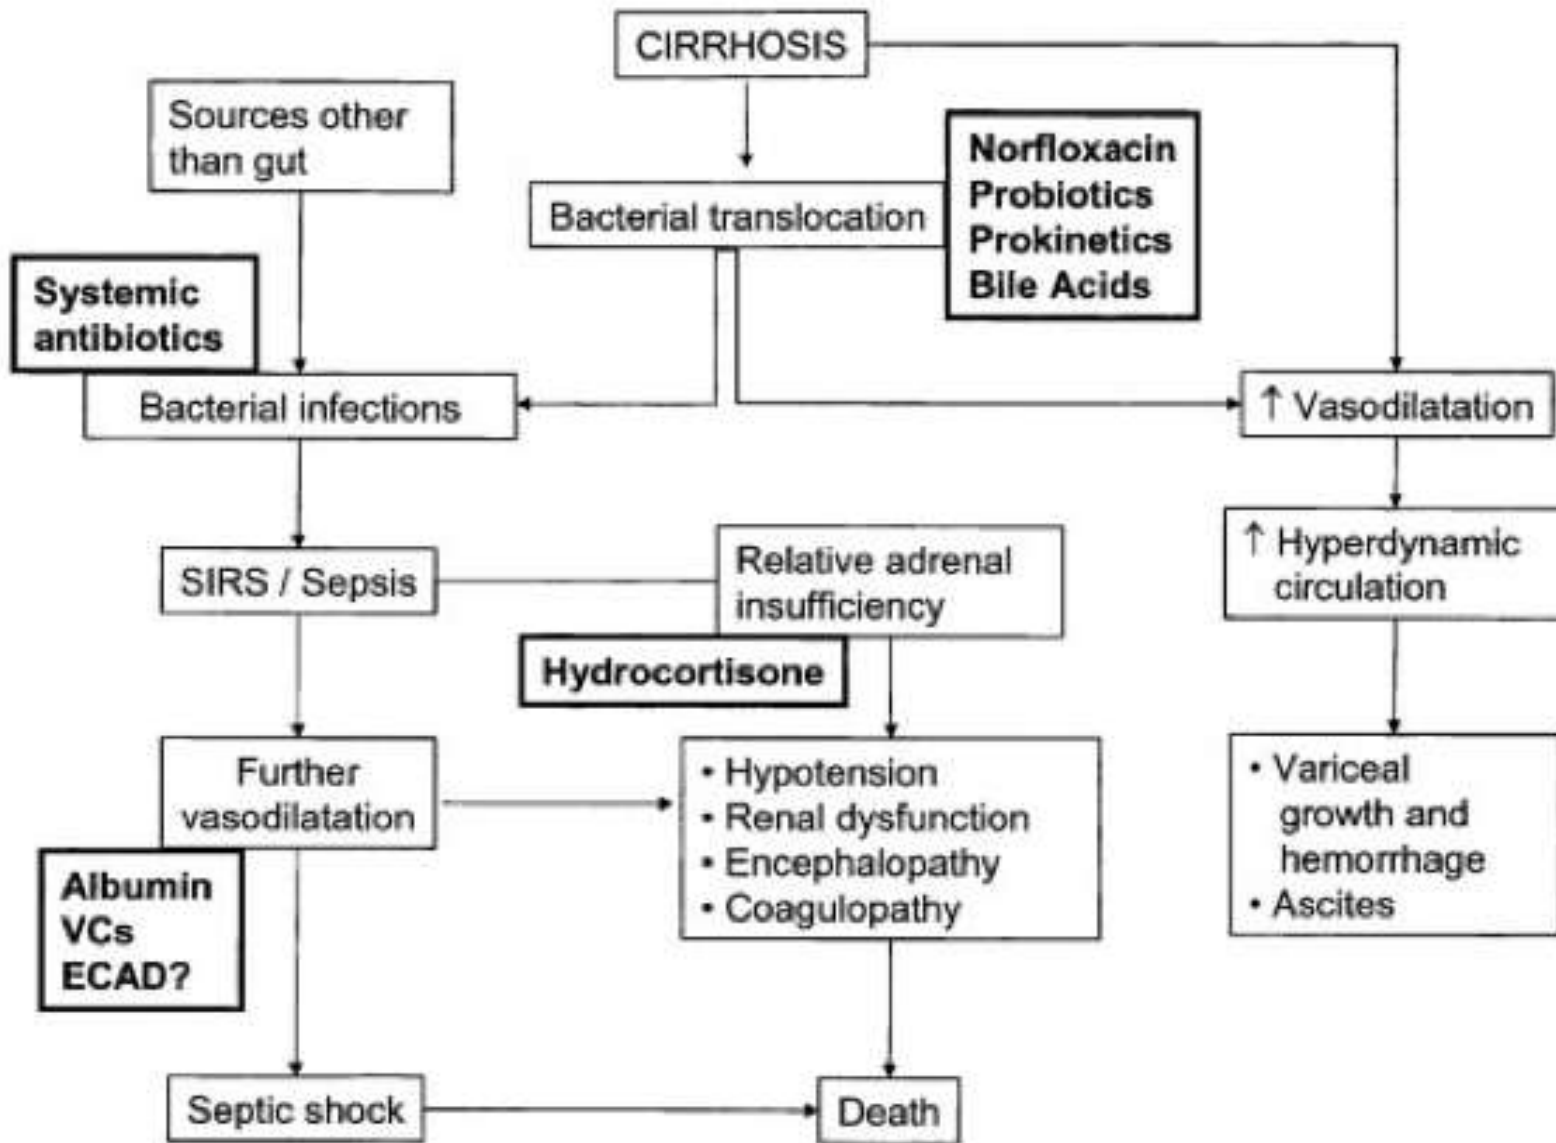 CIRRHOSIS
Sources other
than gut
Norfloxacin
Probiotics
Prokinetics
Bile Acids
Bacterial translocation
Systemic
antibiotics
Bacterial infections
↑ Vasodilatation
SIRS / Sepsis
Relative adrenal
insufficiency
↑ Hyperdynamic
circulation
Hydrocortisone
Further
vasodilatation
• Hypotension
• Renal dysfunction
• Encephalopathy
• Coagulopathy
• Variceal
growth and
hemorrhage
• Ascites
Albumin
VCs
ECAD?
Septic shock
Death